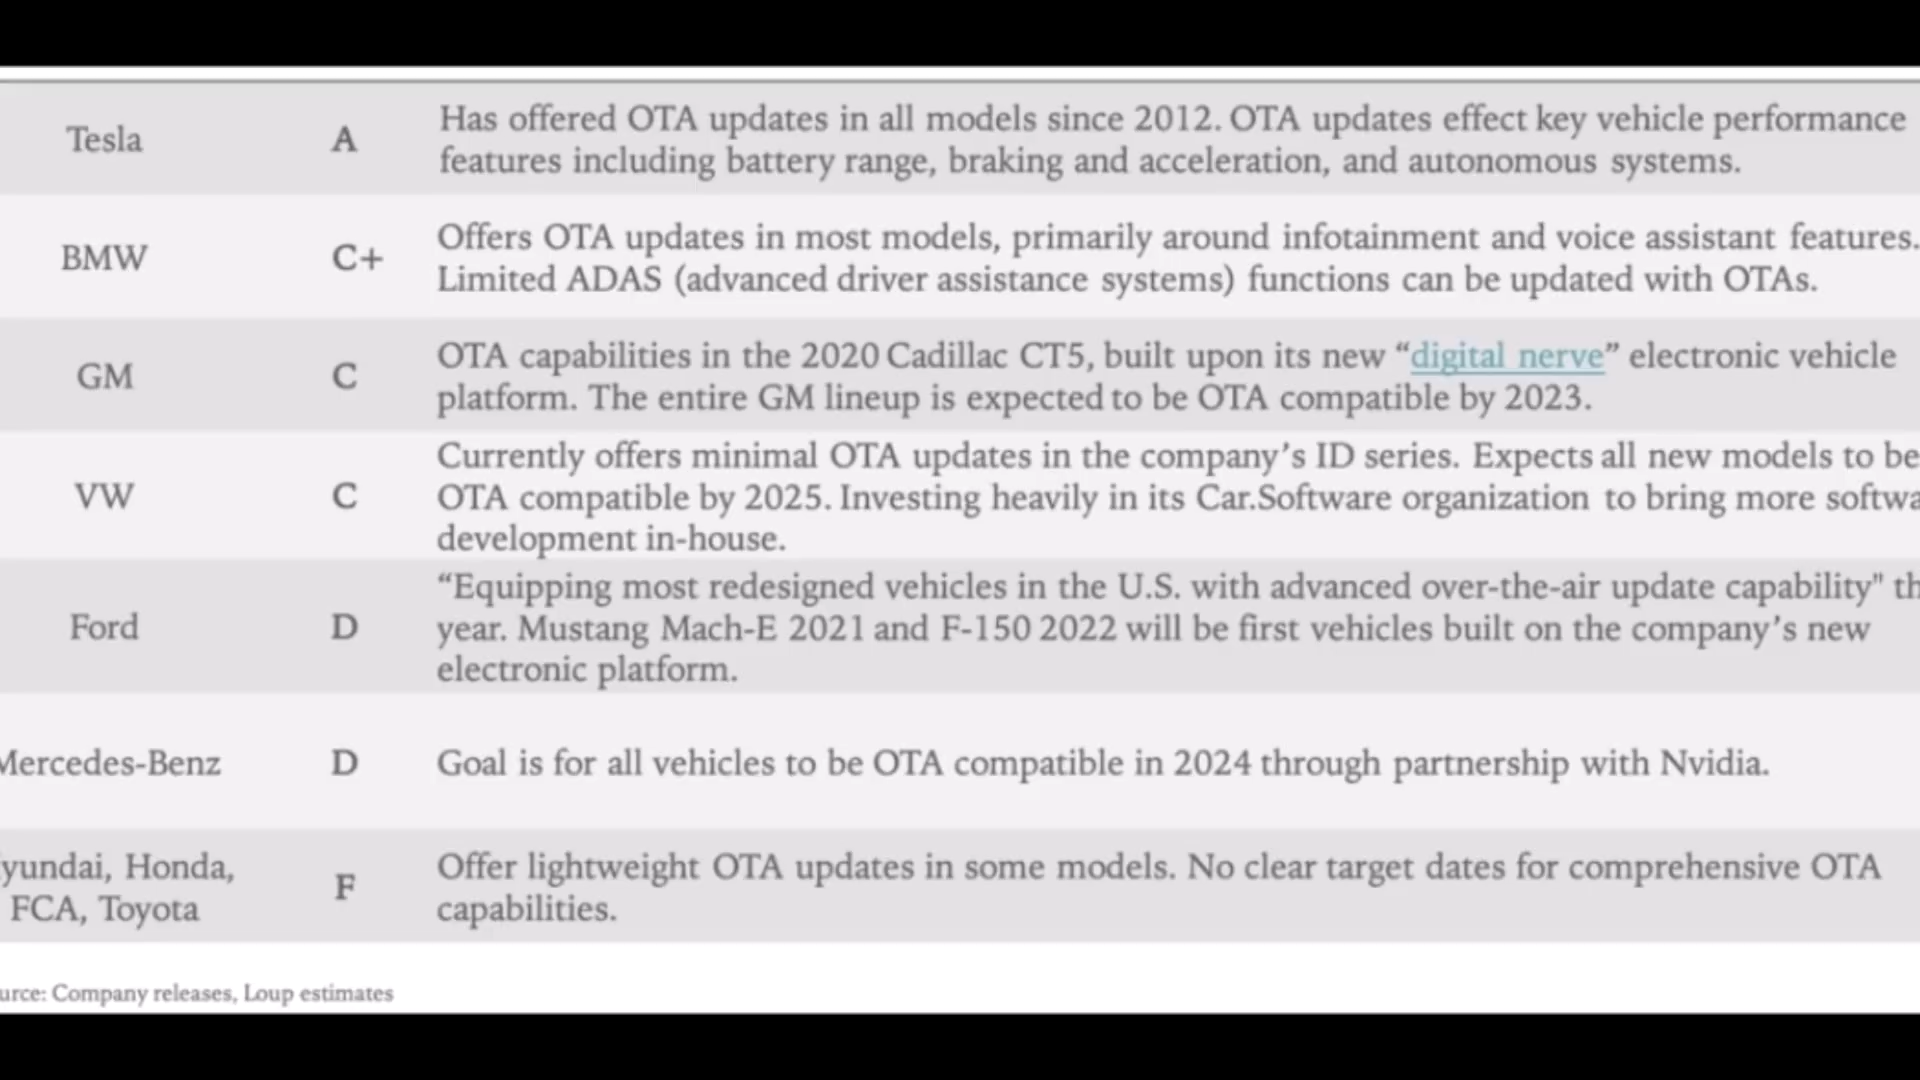 Tesla
A
Has offered OTA updates in all models since 2012. OTA updates effect key vehicle performance
features including battery range, braking and acceleration, and autonomous systems.
BMW
C+
Offers OTA updates in most models, primarily around infotainment and voice assistant features.
Limited ADAS (advanced driver assistance systems) functions can be updated with OTAs.
GM
C
OTA capabilities in the 2020 Cadillac CT5, built upon its new “digital nerve” electronic vehicle
platform. The entire GM lineup is expected to be OTA compatible by 2023.
VW
C
Currently offers minimal OTA updates in the company’s ID series. Expects all new models to be
OTA compatible by 2025. Investing heavily in its Car.Software organization to bring more softwa
development in-house.
Ford
D
“Equipping most redesigned vehicles in the U.S. with advanced over-the-air update capability" th
year. Mustang Mach-E 2021 and F-150 2022 will be first vehicles built on the company’s new
electronic platform.
Mercedes-Benz
D
Goal is for all vehicles to be OTA compatible in 2024 through partnership with Nvidia.
yundai, Honda,
FCA, Toyota
F
Offer lightweight OTA updates in some models. No clear target dates for comprehensive OTA
capabilities.
urce: Company releases, Loup estimates